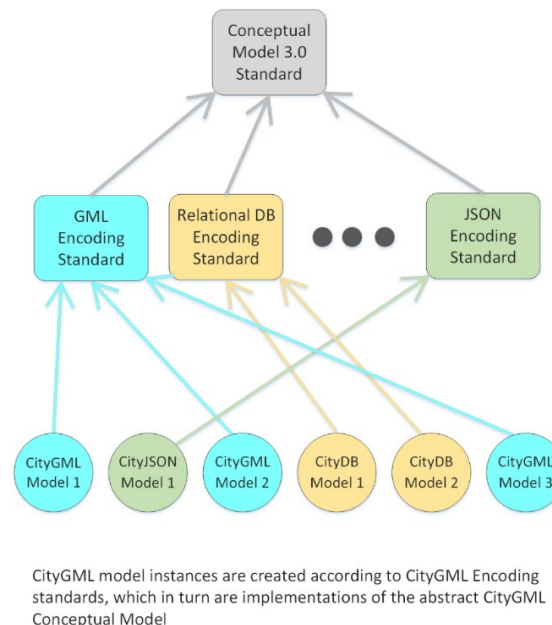 Conceptual
Model 3.0
Standard
GML
Encoding
Standard
Relational DB
Encoding
Standard
JSON
Encoding
Standard
CityGML
Model 1
CityJSON
Model 1
CityGML
Model 2
CityDB
Model 1
CityDB
Model 2
CityGML
Model 3
CityGML model instances are created according to CityGML Encoding
standards, which in turn are implementations of the abstract CityGML
Conceptual Model